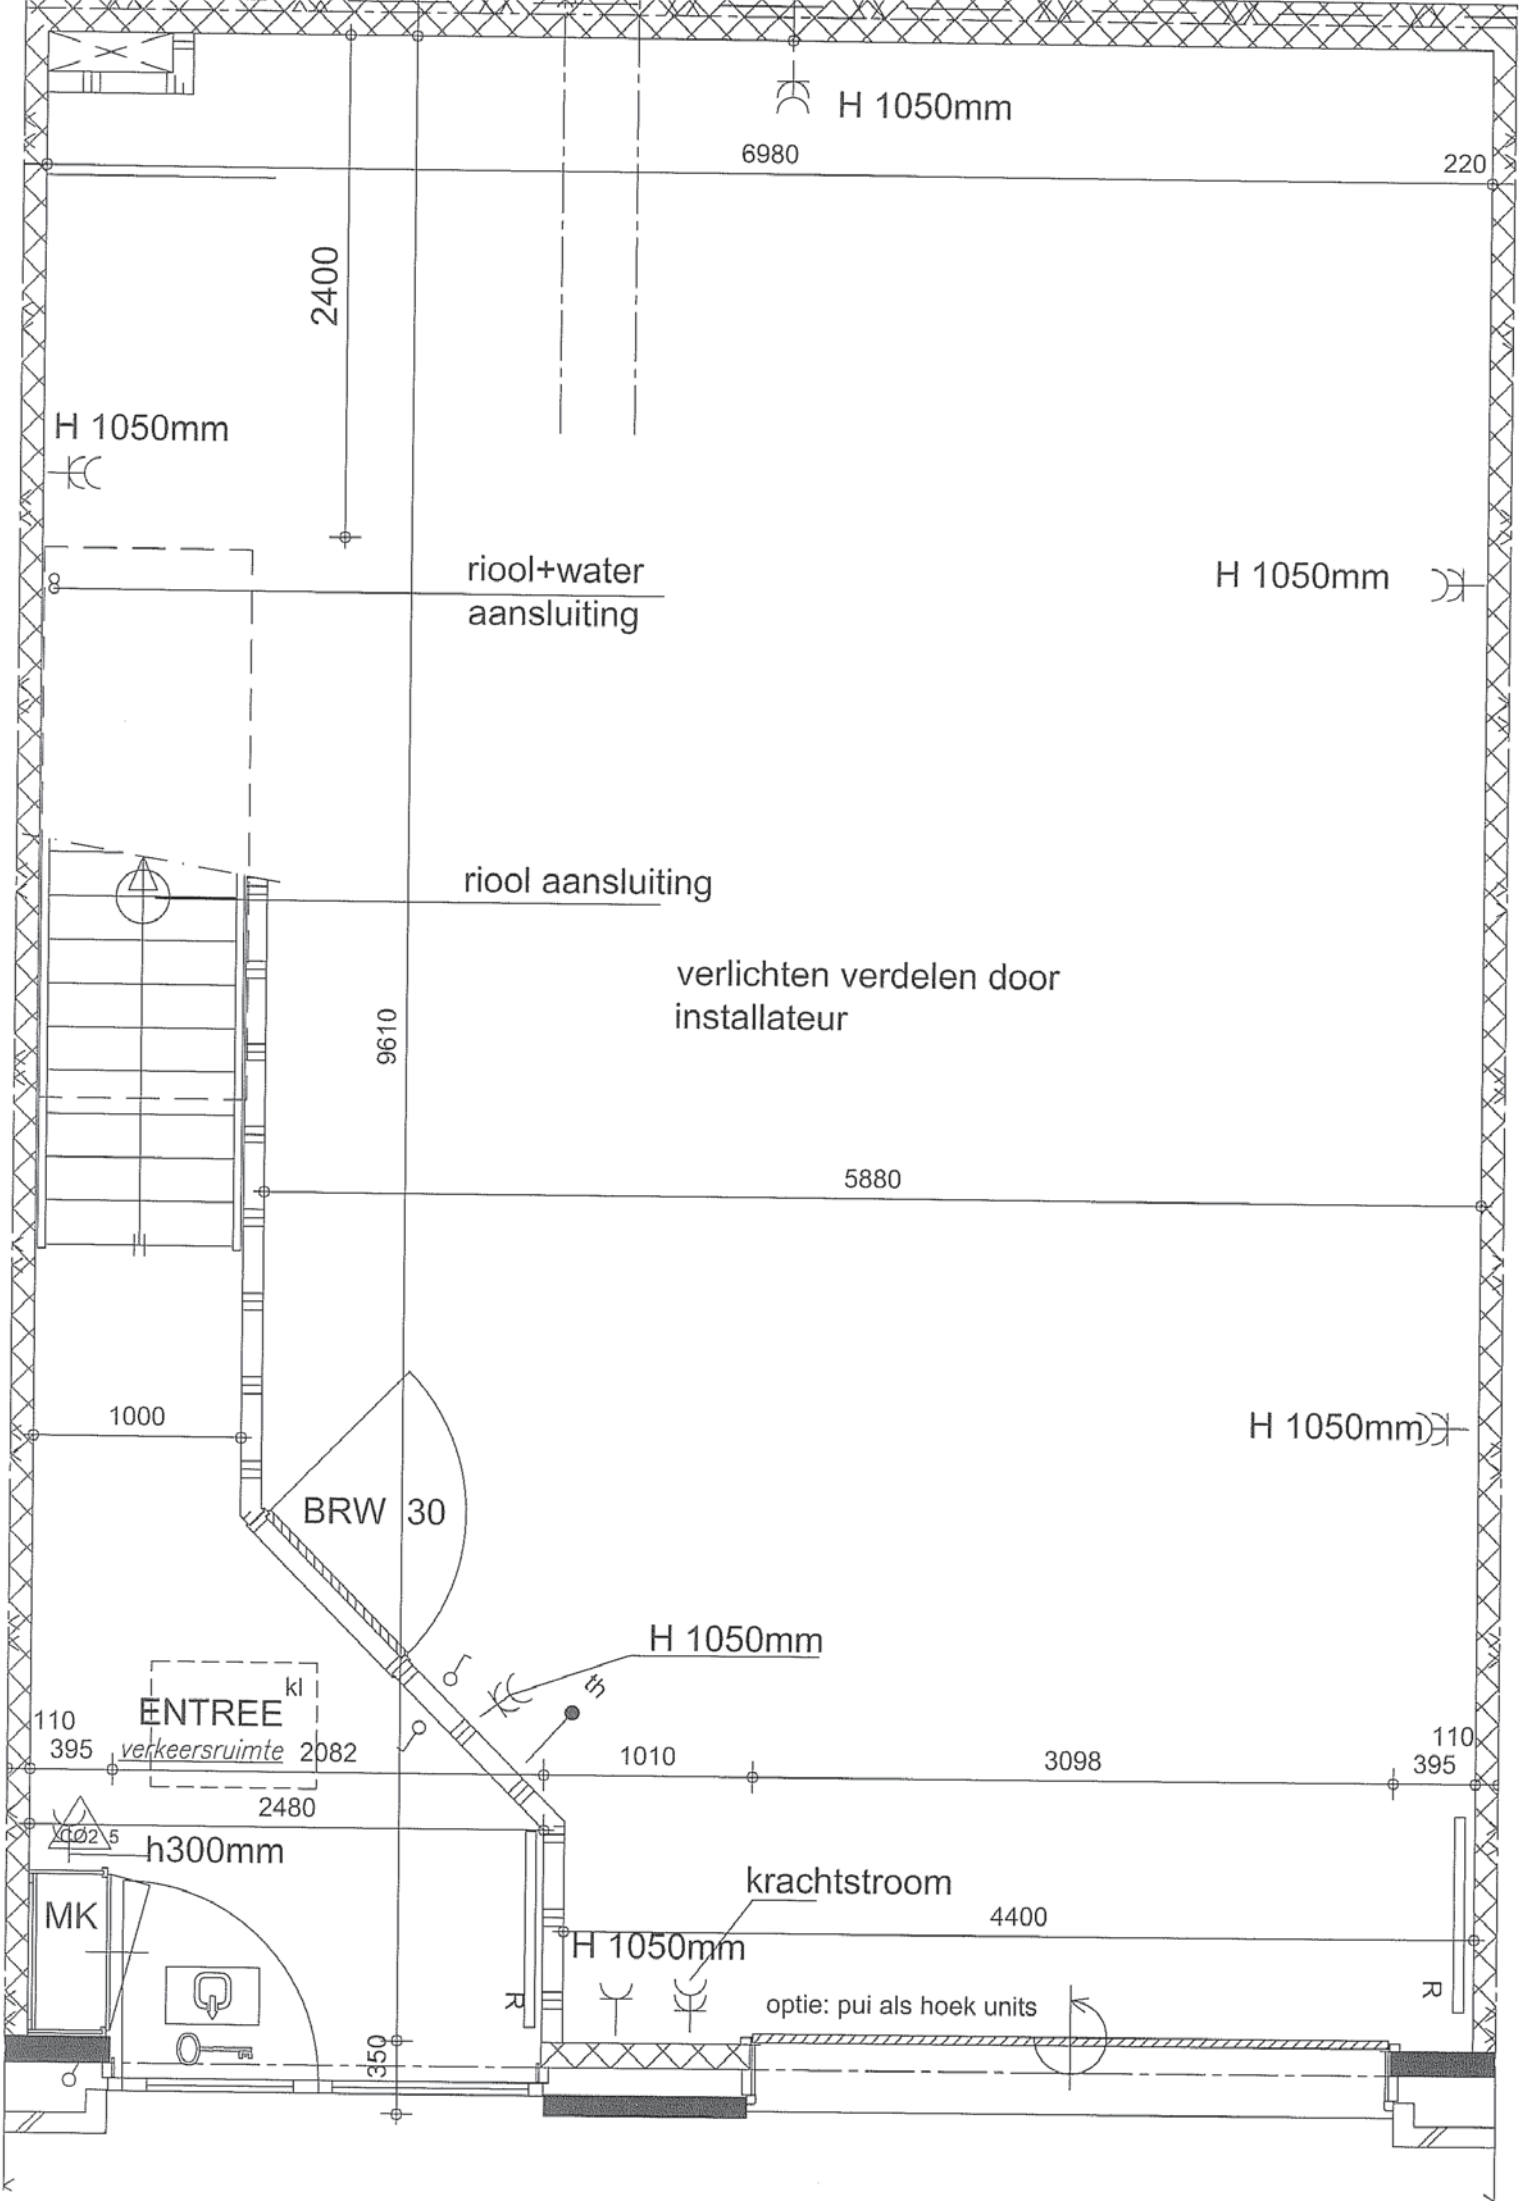 H 1050mm
6980
220
2400
H 1050mm
riool+water
aansluiting
H 1050mm
riool aansluiting
verlichten verdelen door
installateur
9610
5880
1000
H 1050mm
BRW 30
H 1050mm
th
kl
ENTREE
verkeersruimte
110
395
2082
1010
3098
110
395
2480
h300mm
MK
krachtstroom
4400
H 1050mm
R
R
optie: pui als hoek units
350